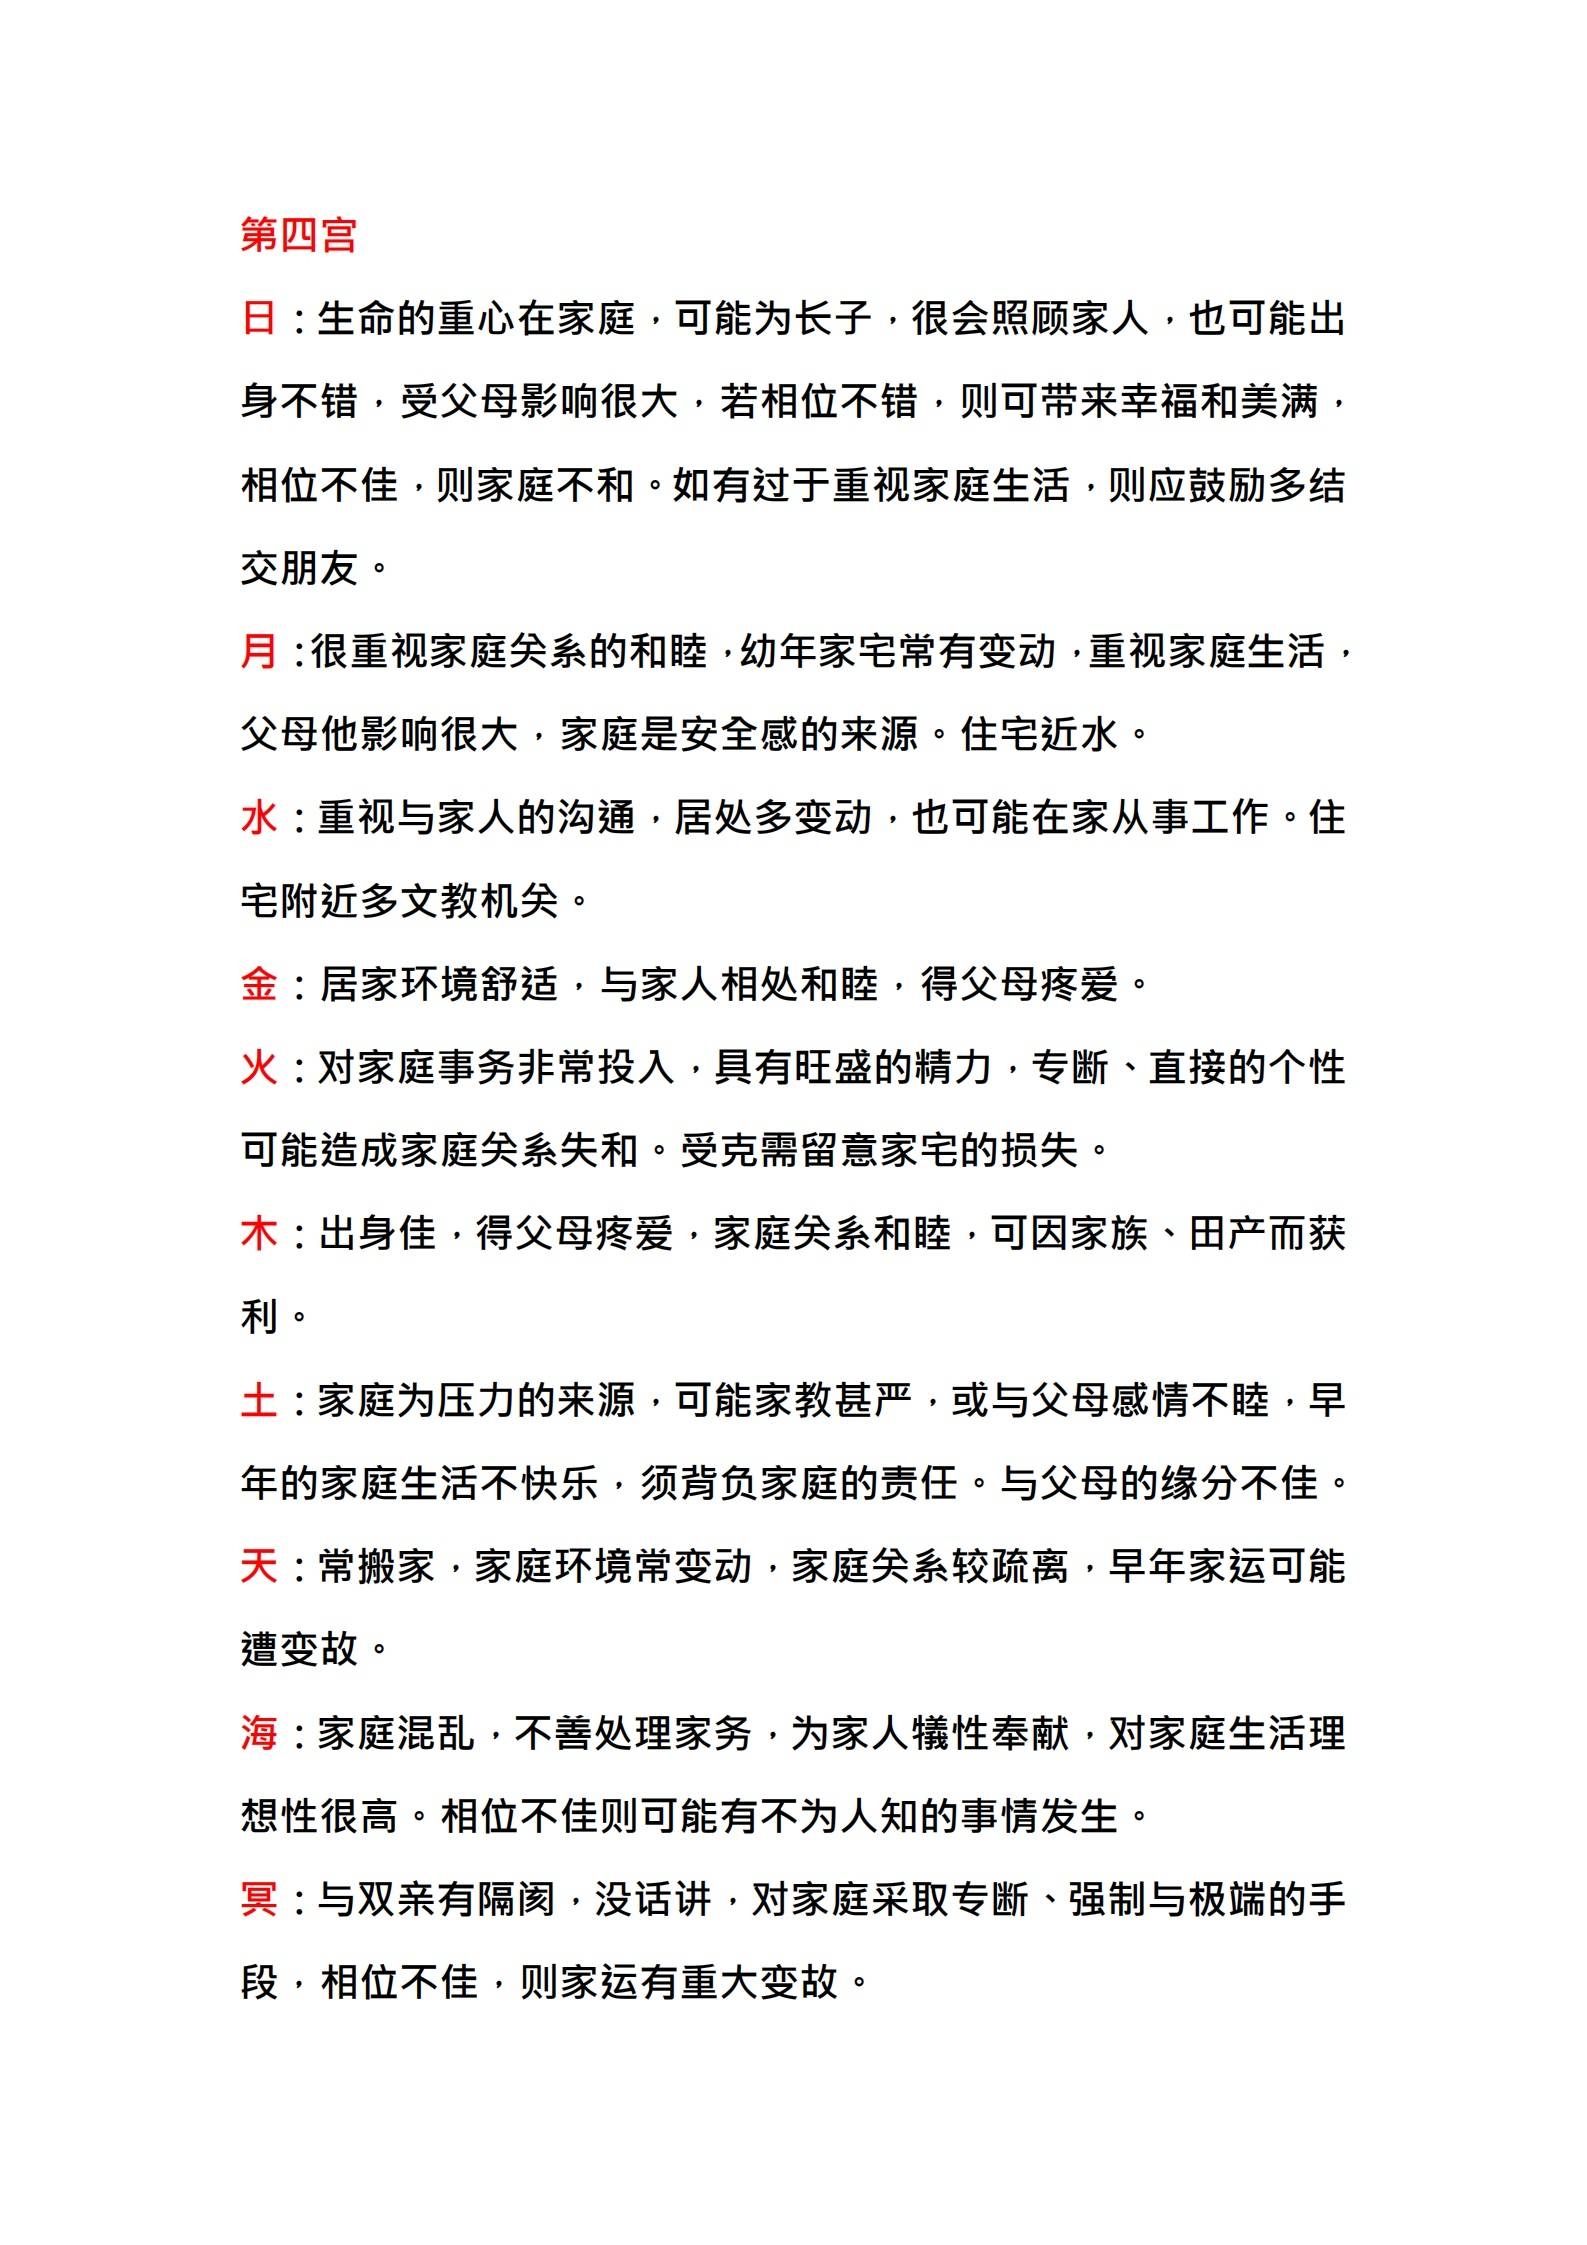 第四宫
日：生命的重心在家庭，可能为长子，很会照顾家人，也可能出
身不错，受父母影响很大，若相位不错，则可带来幸福和美满，
相位不佳，则家庭不和。如有过于重视家庭生活，则应鼓励多结
交朋友。
月：很重视家庭关系的和睦，幼年家宅常有变动，重视家庭生活，
父母他影响很大，家庭是安全感的来源。住宅近水。
水：重视与家人的沟通，居处多变动，也可能在家从事工作。住
宅附近多文教机关。
金：居家环境舒适，与家人相处和睦，得父母疼爱。
火：对家庭事务非常投入，具有旺盛的精力，专断、直接的个性
可能造成家庭关系失和。受克需留意家宅的损失。
木：出身佳，得父母疼爱，家庭关系和睦，可因家族、田产而获
利。
土：家庭为压力的来源，可能家教甚严，或与父母感情不睦，早
年的家庭生活不快乐，须背负家庭的责任。与父母的缘分不佳。
天：常搬家，家庭环境常变动，家庭关系较疏离，早年家运可能
遭变故。
海：家庭混乱，不善处理家务，为家人犠性奉献，对家庭生活理
想性很高。相位不佳则可能有不为人知的事情发生。
冥：与双亲有隔阂，没话讲，对家庭采取专断、强制与极端的手
段，相位不佳，则家运有重大变故。